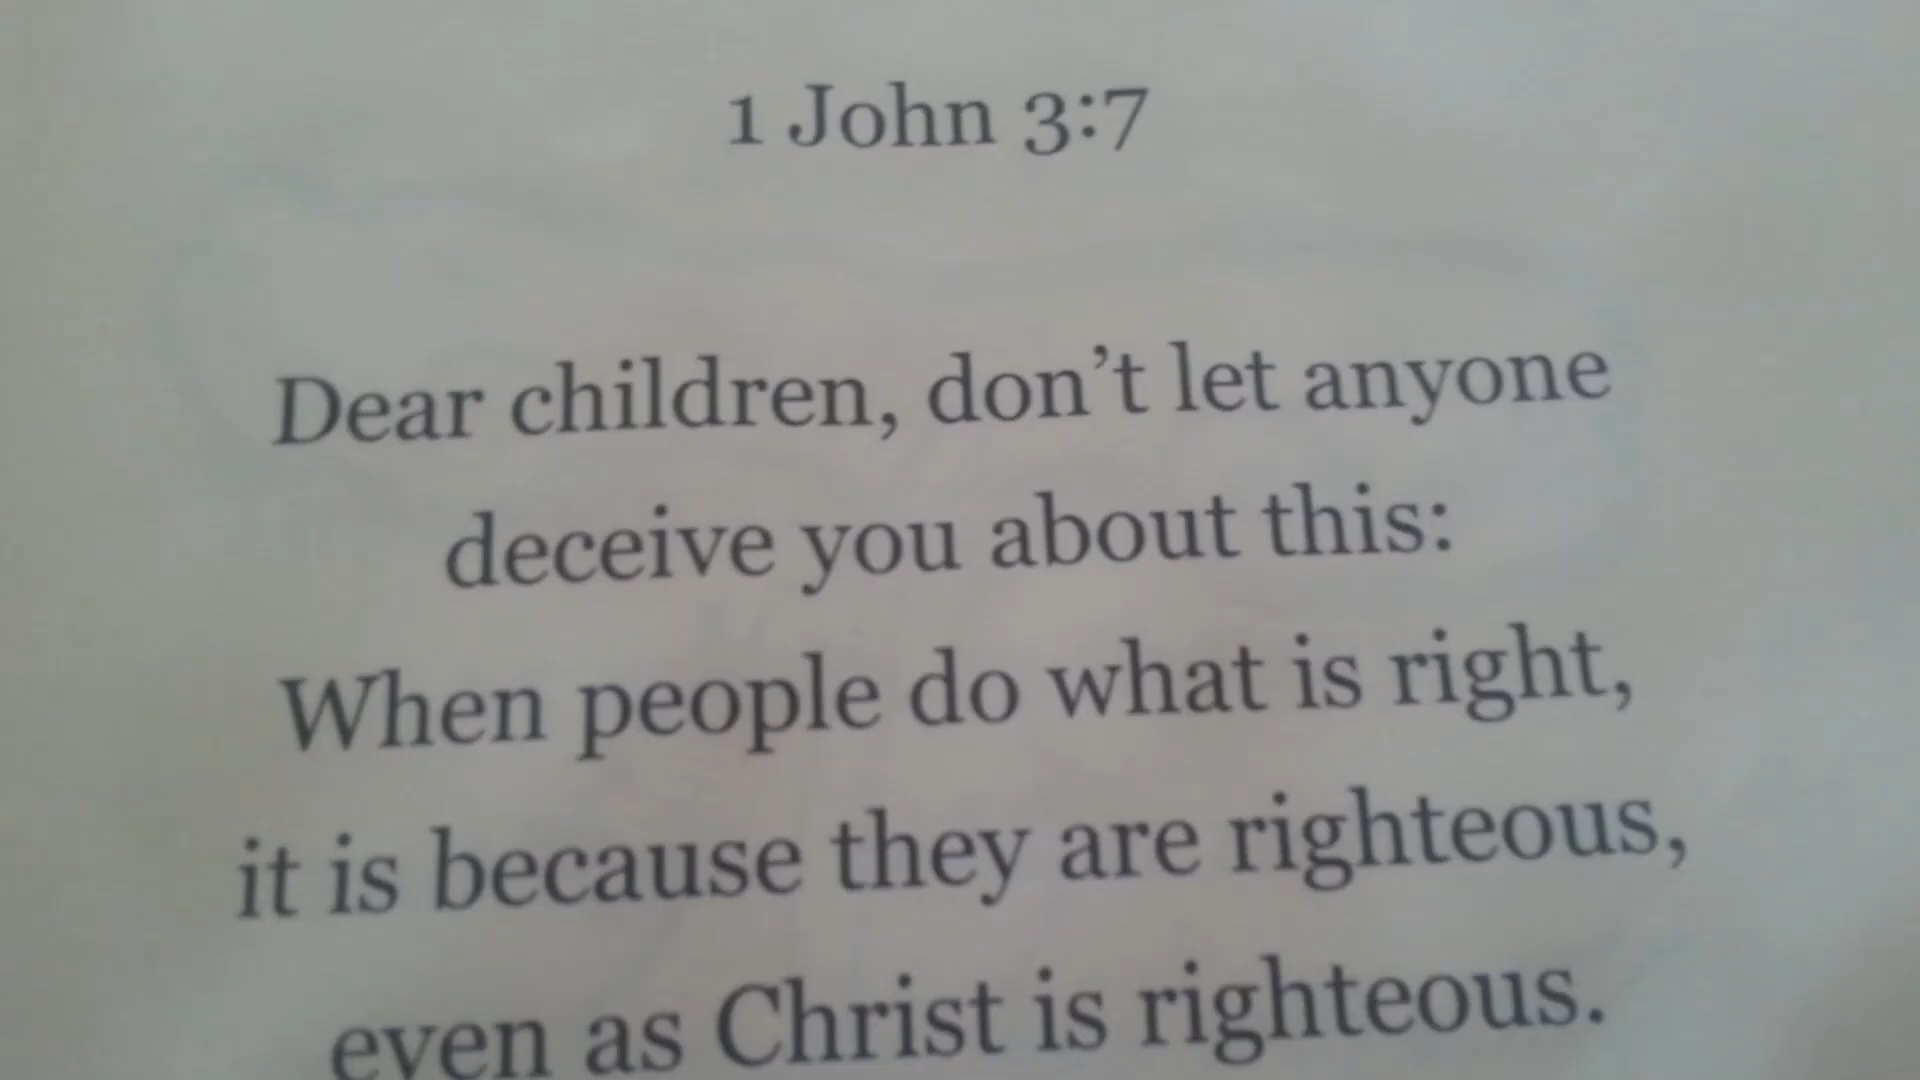 1 John 3:7
Dear children, don’t let anyone
deceive you about this:
When people do what is right,
it is because they are righteous,
even as Christ is righteous.